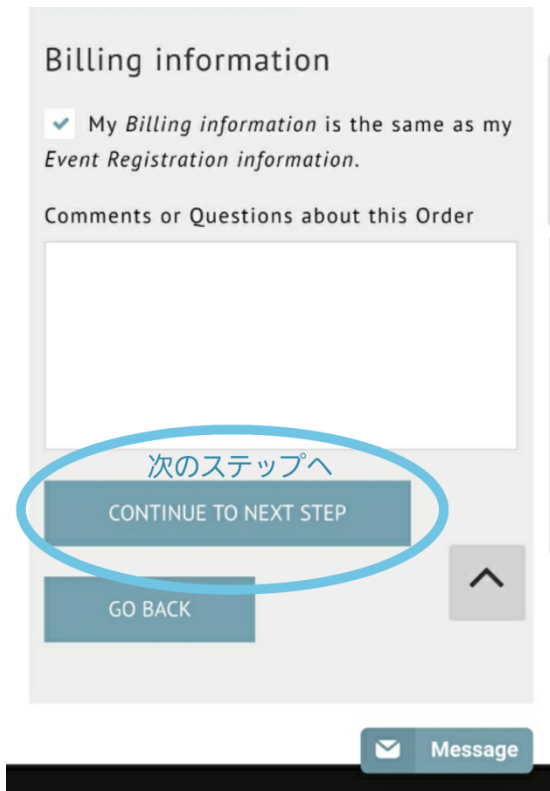 Billing information
My Billing information is the same as my
Event Registration information.
Comments or Questions about this Order
次のステップへ
CONTINUE TO NEXT STEP
GO BACK
Message